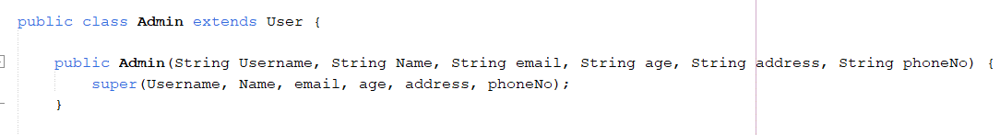 public class Admin extends User {
public Admin(String Username, String Name, String email, String age, String address, String phoneNo) {
super(Username, Name, email, age, address, phoneNo);
}